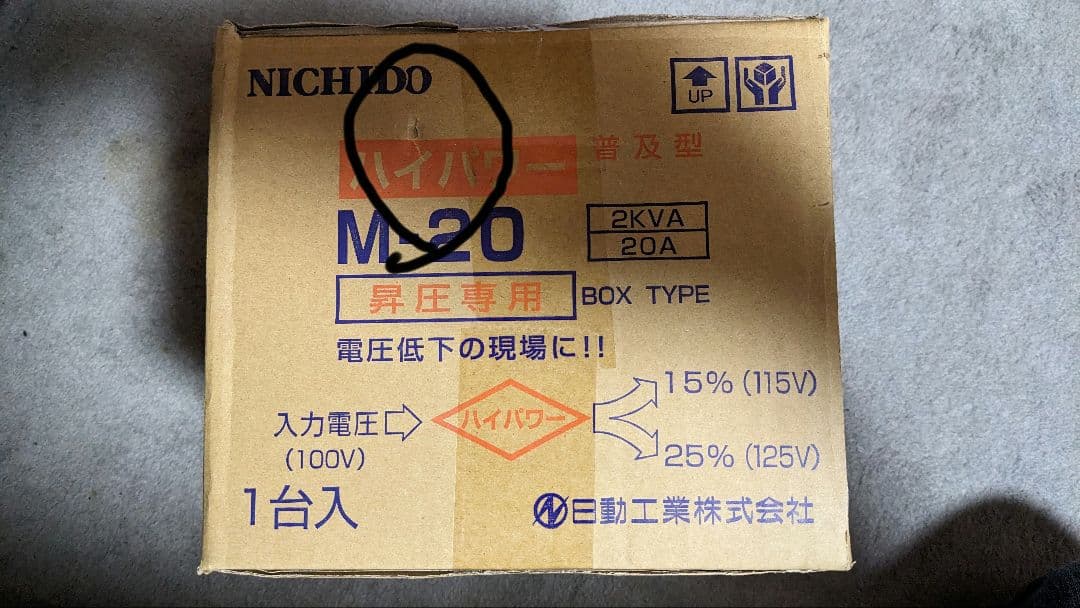 NICHIDO
UP
ハイパワー 普及型
M-20
2KVA
20A
昇圧専用 BOX TYPE
電圧低下の現場に!!
15% (115V)
入力電圧 ハイパワー
(100V)
25% (125V)
1台入
日動工業株式会社